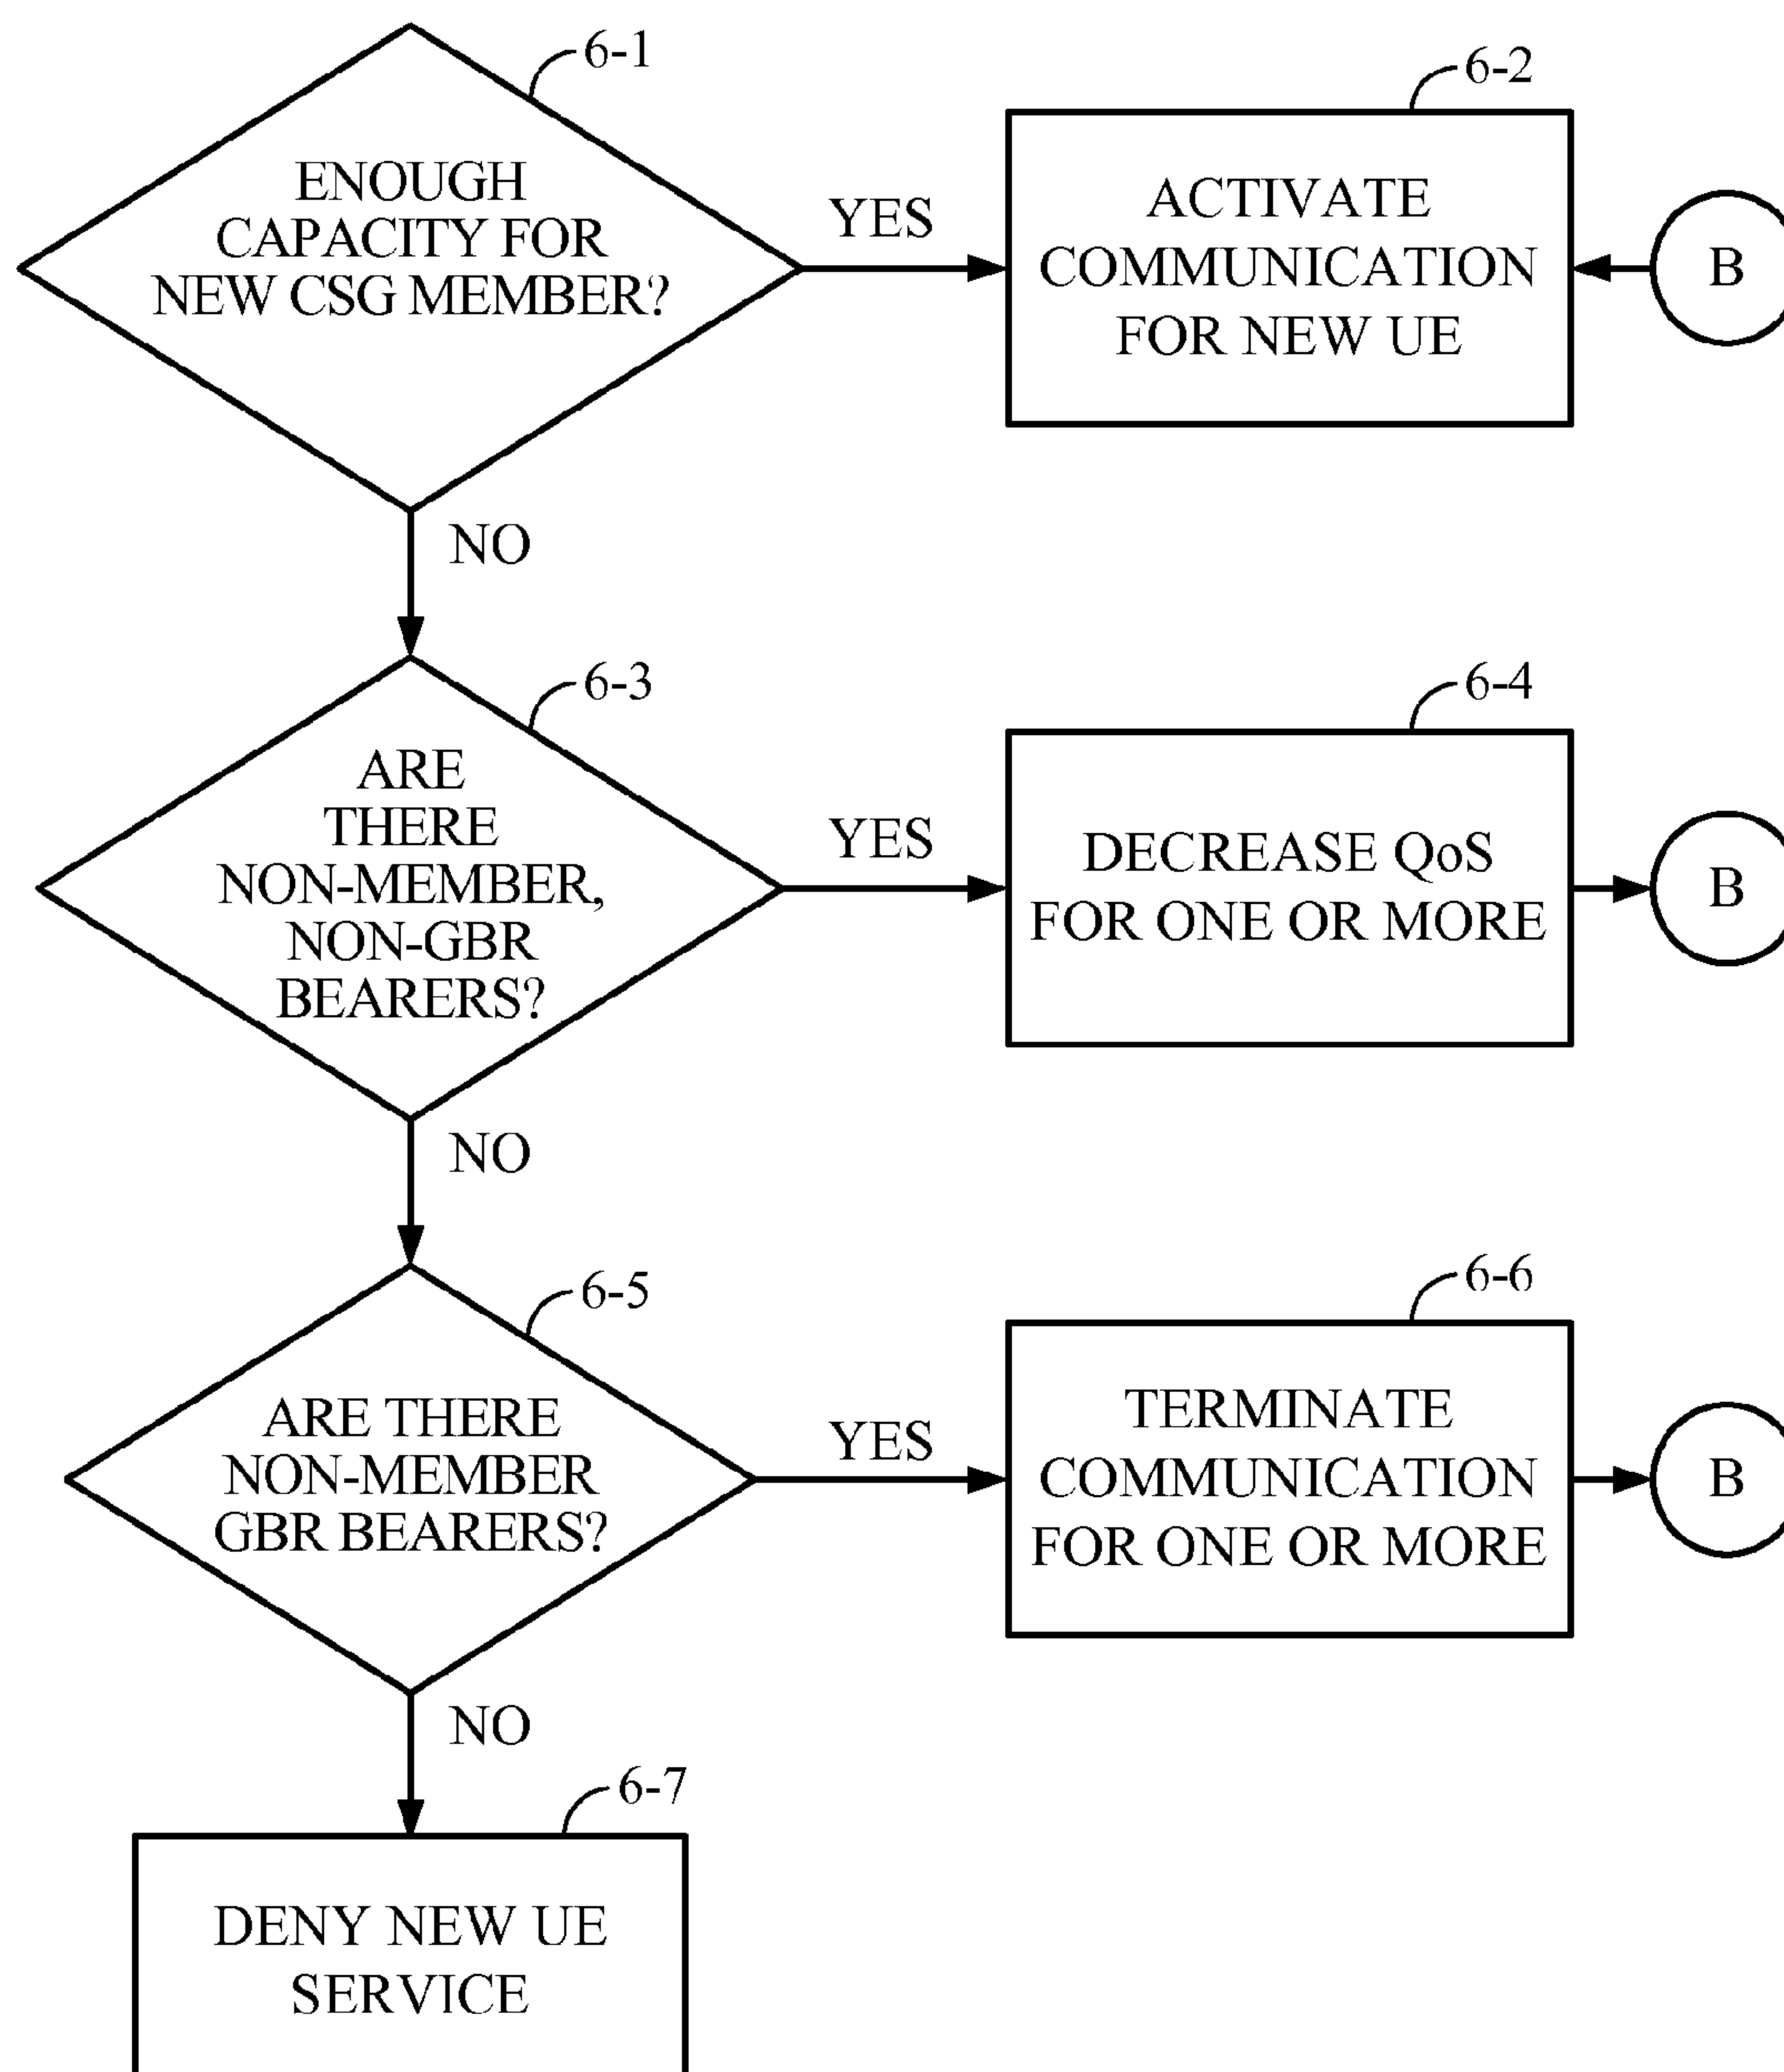 6-1
ENOUGH
CAPACITY FOR
NEW CSG MEMBER?
YES
6-2
ACTIVATE
COMMUNICATION
FOR NEW UE
B
NO
6-3
ARE
THERE
NON-MEMBER,
NON-GBR
BEARERS?
YES
6-4
DECREASE QoS
FOR ONE OR MORE
B
NO
6-5
ARE THERE
NON-MEMBER
GBR BEARERS?
YES
6-6
TERMINATE
COMMUNICATION
FOR ONE OR MORE
B
NO
6-7
DENY NEW UE
SERVICE